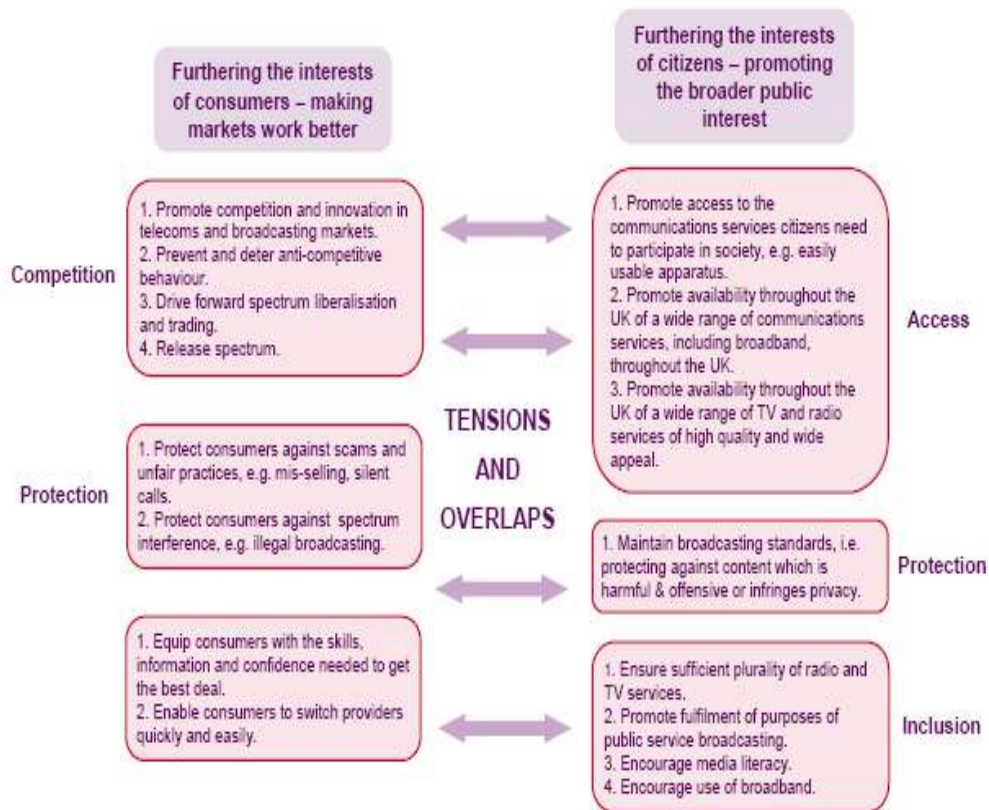 Furthering the interests
of consumers – making
markets work better
Furthering the interests
of citizens – promoting
the broader public
interest
Competition
1. Promote competition and innovation in
telecoms and broadcasting markets.
2. Prevent and deter anti-competitive
behaviour.
3. Drive forward spectrum liberalisation
and trading.
4. Release spectrum.
1. Promote access to the
communications services citizens need
to participate in society, e.g. easily
usable apparatus.
2. Promote availability throughout the
UK of a wide range of communications
services, including broadband,
throughout the UK.
3. Promote availability throughout the
UK of a wide range of TV and radio
services of high quality and wide
appeal.
Access
TENSIONS
AND
OVERLAPS
Protection
1. Protect consumers against scams and
unfair practices, e.g. mis-selling, silent
calls.
2. Protect consumers against spectrum
interference, e.g. illegal broadcasting.
1. Maintain broadcasting standards, i.e.
protecting against content which is
harmful & offensive or infringes privacy.
Protection
1. Equip consumers with the skills,
information and confidence needed to get
the best deal.
2. Enable consumers to switch providers
quickly and easily.
1. Ensure sufficient plurality of radio and
TV services.
2. Promote fulfilment of purposes of
public service broadcasting.
3. Encourage media literacy.
4. Encourage use of broadband.
Inclusion